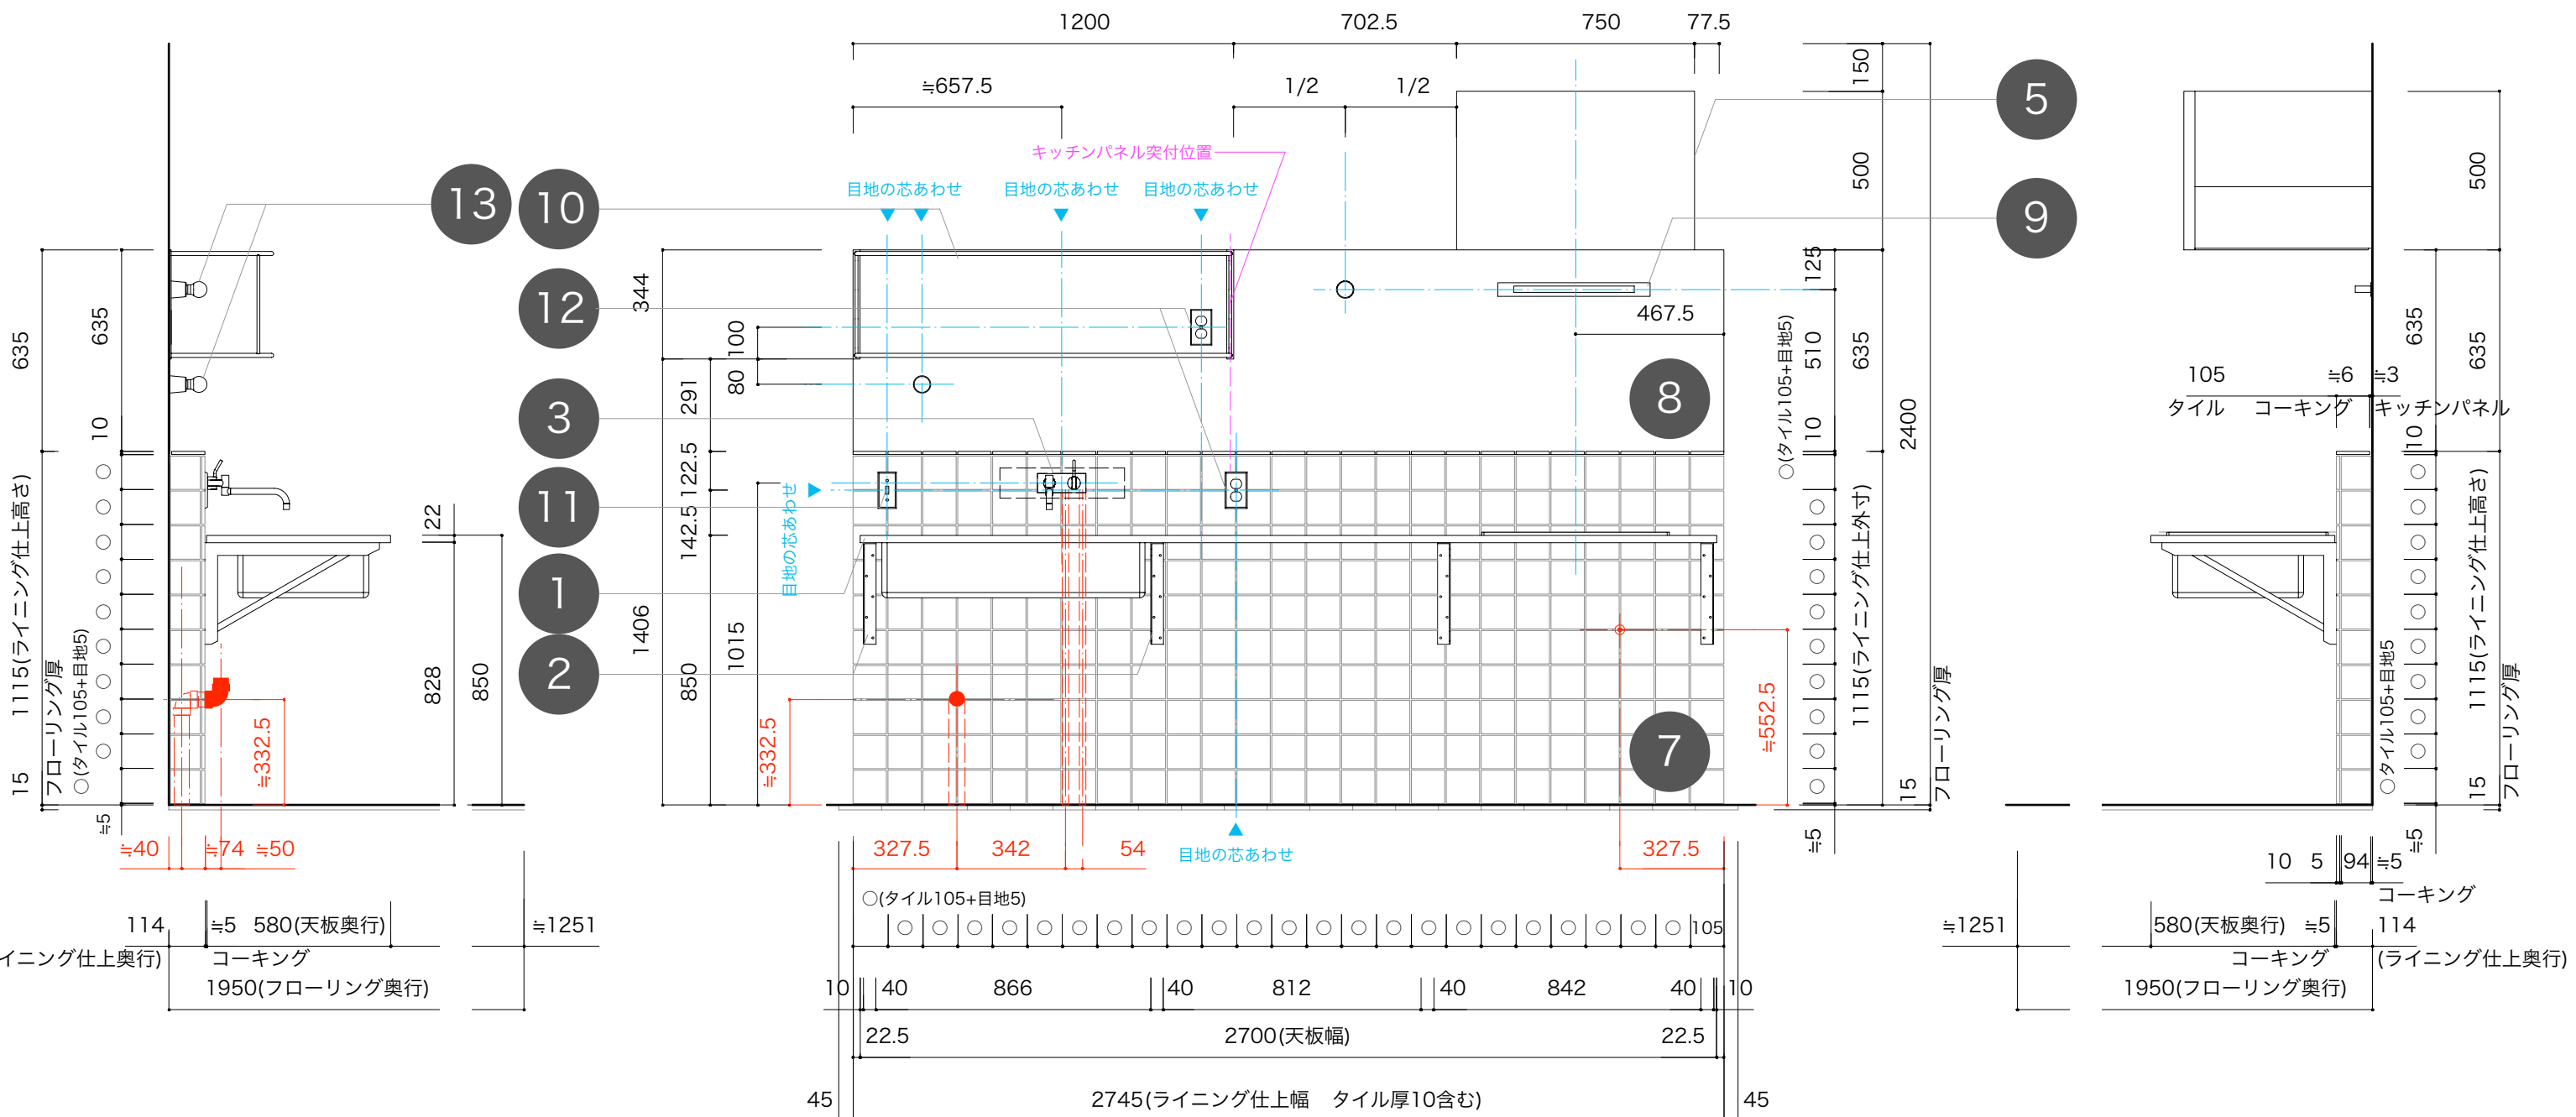 1200
702.5
750
77.5
≒657.5
1/2
1/2
150
5
キッチンパネル突付位置
500
500
目地の芯あわせ
目地の芯あわせ
目地の芯あわせ
13
10
9
12
344
125
635
635
100
467.5
○(タイル105+目地5)
510
635
635
635
80
291
3
8
105
≒6
≒3
タイル
コーキング
キッチンパネル
10
10
2400
10
122.5
142.5
目地の芯あわせ
11
22
1115(ライニング仕上高さ)
フローリング厚
○(タイル105+目地5)
1
1406
1015
850
828
850
2
1115(ライニング仕上外寸)
フローリング厚
○タイル105+目地5
1115(ライニング仕上高さ)
フローリング厚
≒332.5
≒332.5
≒552.5
7
15
15
15
≒5
≒5
≒5
≒40
≒74
≒50
327.5
342
54
目地の芯あわせ
327.5
10
5
94
≒5
コーキング
○(タイル105+目地5)
105
114
≒5
580(天板奥行)
≒1251
≒1251
580(天板奥行)
≒5
114
イニング仕上奥行)
コーキング
コーキング
(ライニング仕上奥行)
1950(フローリング奥行)
10
40
866
40
812
40
842
40
10
1950(フローリング奥行)
22.5
2700(天板幅)
22.5
45
2745(ライニング仕上幅　タイル厚10含む)
45